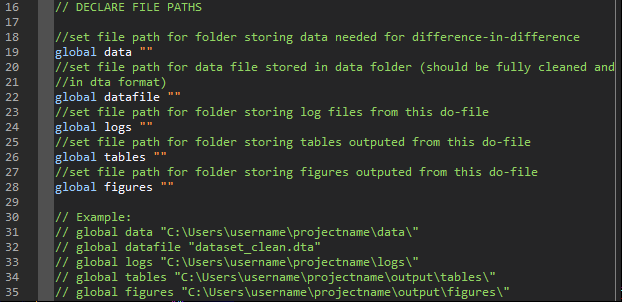 16 // DECLARE FILE PATHS
17
18 //set file path for folder storing data needed for difference-in-difference
19 global data ""
20 //set file path for data file stored in data folder (should be fully cleaned and
21 //in dta format)
22 global datafile ""
23 //set file path for folder storing log files from this do-file
24 global logs ""
25 //set file path for folder storing tables outputed from this do-file
26 global tables ""
27 //set file path for folder storing figures outputed from this do-file
28 global figures ""
29
30 // Example:
31 // global data "C:\Users\username\projectname\data\"
32 // global datafile "dataset_clean.dta"
33 // global logs "C:\Users\username\projectname\logs\"
34 // global tables "C:\Users\username\projectname\output\tables\"
35 // global figures "C:\Users\username\projectname\output\figures\"